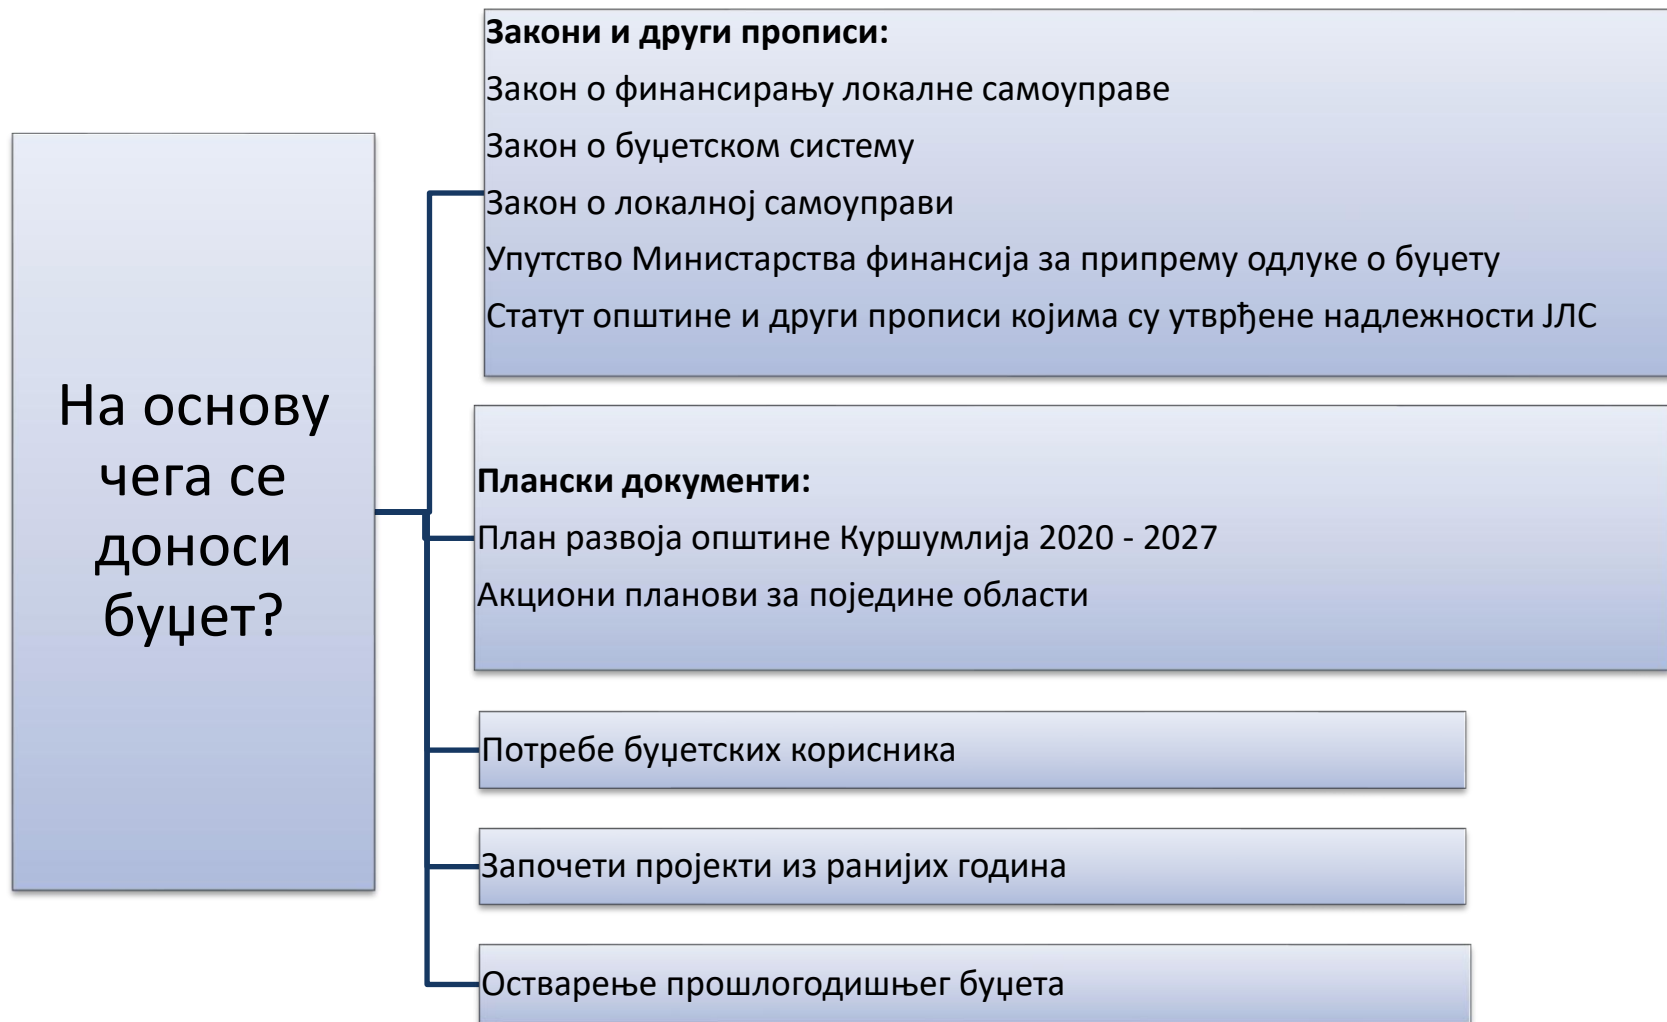 На основу
чега се
доноси
буџет?
Закони и други прописи:
Закон о финансирању локалне самоуправе
Закон о буџетском систему
Закон о локалној самоуправи
Упутство Министарства финансија за припрему одлуке о буџету
Статут општине и други прописи којима су утврђене надлежности ЈЛС
Плански документи:
План развоја општине Куршумлија 2020 - 2027
Акциони планови за поједине области
Потребе буџетских корисника
Започети пројекти из ранијих година
Остварење прошлогодишњег буџета